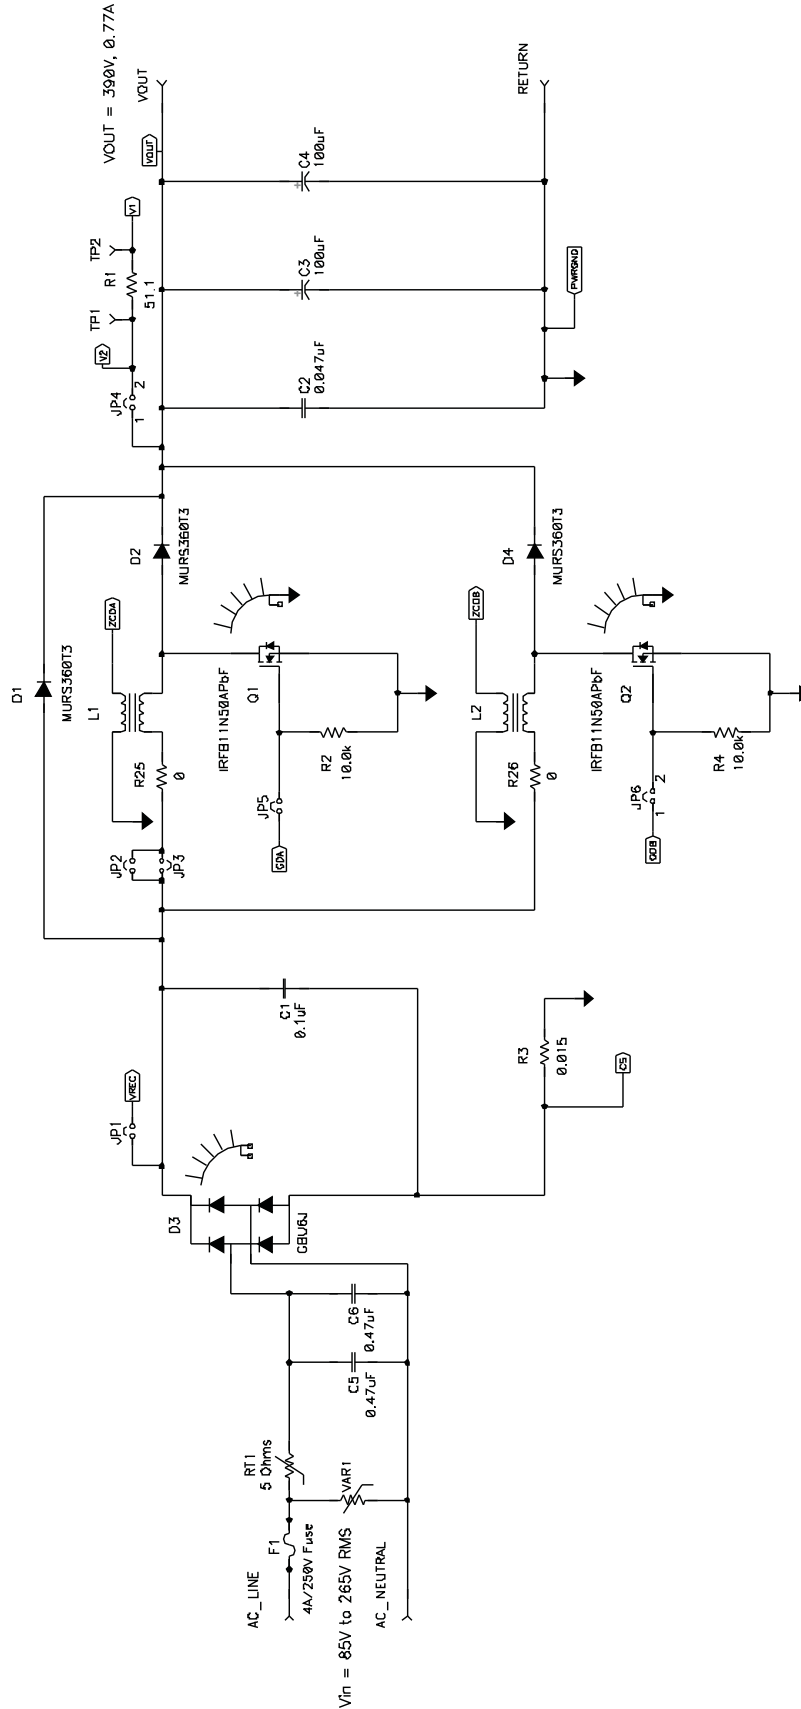 VOUT = 390V, 0.77A
VOUT
VOUT
RETURN
C4
100uF
C3
100uF
C2
0.047uF
PWRGND
V1
TP2
R1
51.1
TP1
V2
JP4
1
2
D1
MURS360T3
D2
MURS360T3
D4
MURS360T3
ZCDA
L1
R25
0
JP2
JP3
IRFB11N50APbF
Q1
R2
10.0k
JP5
GDA
ZCDB
L2
R26
0
IRFB11N50APbF
Q2
R4
10.0k
JP6
1
2
GDB
C1
0.1uF
R3
0.015
CS
VREC
JP1
D3
GBU6J
C6
0.47uF
C5
0.47uF
RT1
5 Ohms
VAR1
F1
4A/250V Fuse
AC_LINE
AC_NEUTRAL
Vin = 85V to 265V RMS